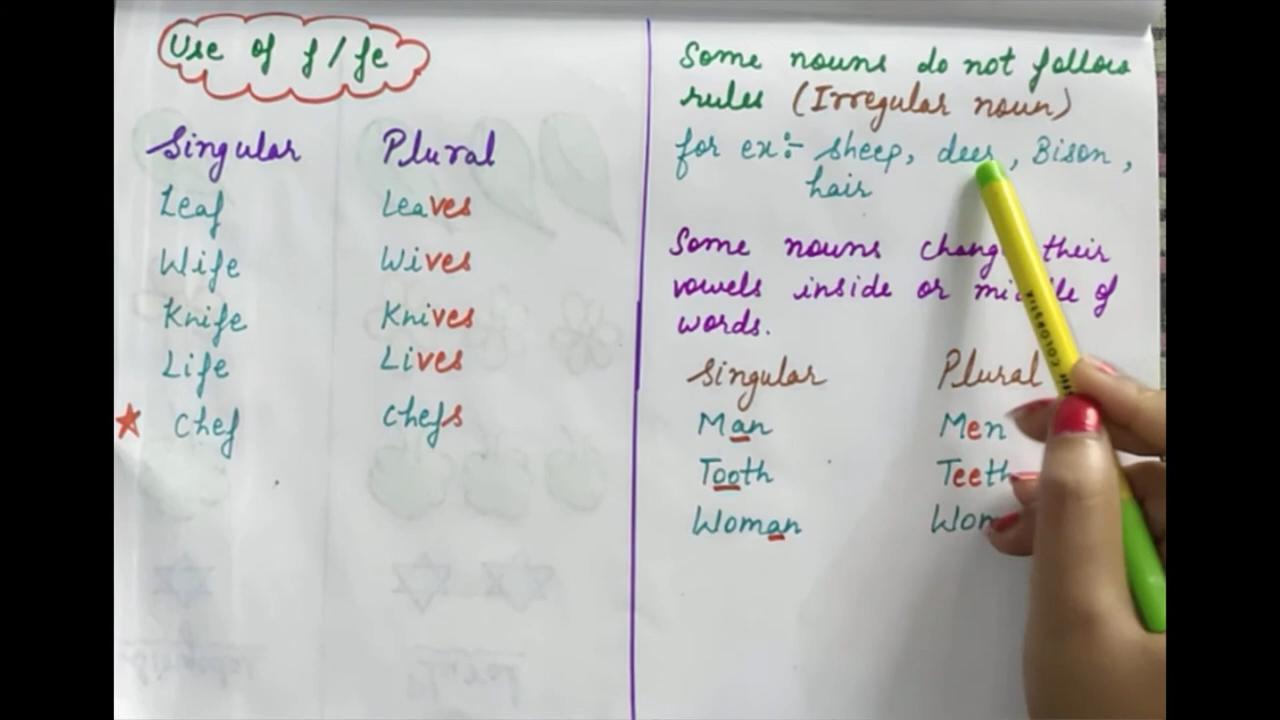 Use of f/fe
Singular Plural
Leaf Leaves
Wife Wives
Knife Knives
Life Lives
Chef Chefs
Some nouns do not follow
rules (Irregular noun)
for ex:- sheep, deer, Bison,
hair
Some nouns change their
vowels inside or middle of
words.
Singular Plural
Man Men
Tooth Teeth
Woman